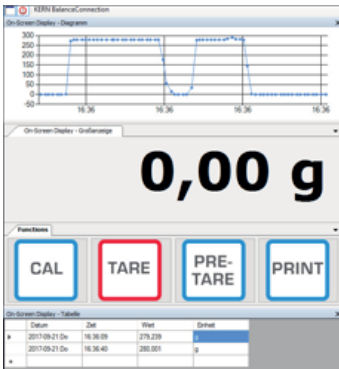 KERN BalanceConnection
On-Screen Display - Diagramm
300
250
200
150
100
50
0
-50
16:36 16:36 16:36 16:36
On-Screen Display - Großanzeige
0,00 g
Functions
CAL TARE PRE-TARE PRINT
On-Screen Display - Tabelle
Datum Zeit Wert Einheit
2017-09-21:Do 16:36:09 279,239 g
2017-09-21:Do 16:36:40 280,001 g